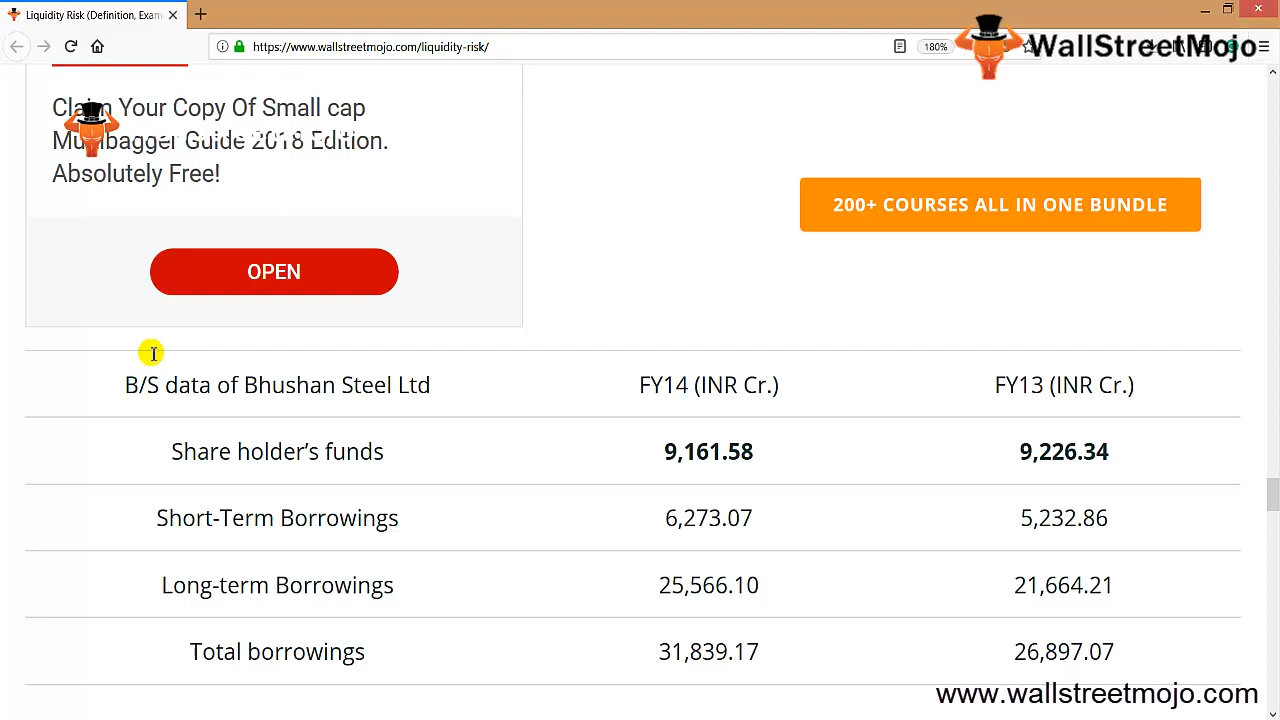 Liquidity Risk (Definition, Exam
https://www.wallstreetmojo.com/liquidity-risk/
180%
WallStreetMojo
Claim Your Copy Of Small cap
Multibagger Guide 2018 Edition.
Absolutely Free!
200+ COURSES ALL IN ONE BUNDLE
OPEN
B/S data of Bhushan Steel Ltd FY14 (INR Cr.) FY13 (INR Cr.)
Share holder’s funds 9,161.58 9,226.34
Short-Term Borrowings 6,273.07 5,232.86
Long-term Borrowings 25,566.10 21,664.21
Total borrowings 31,839.17 26,897.07
www.wallstreetmojo.com